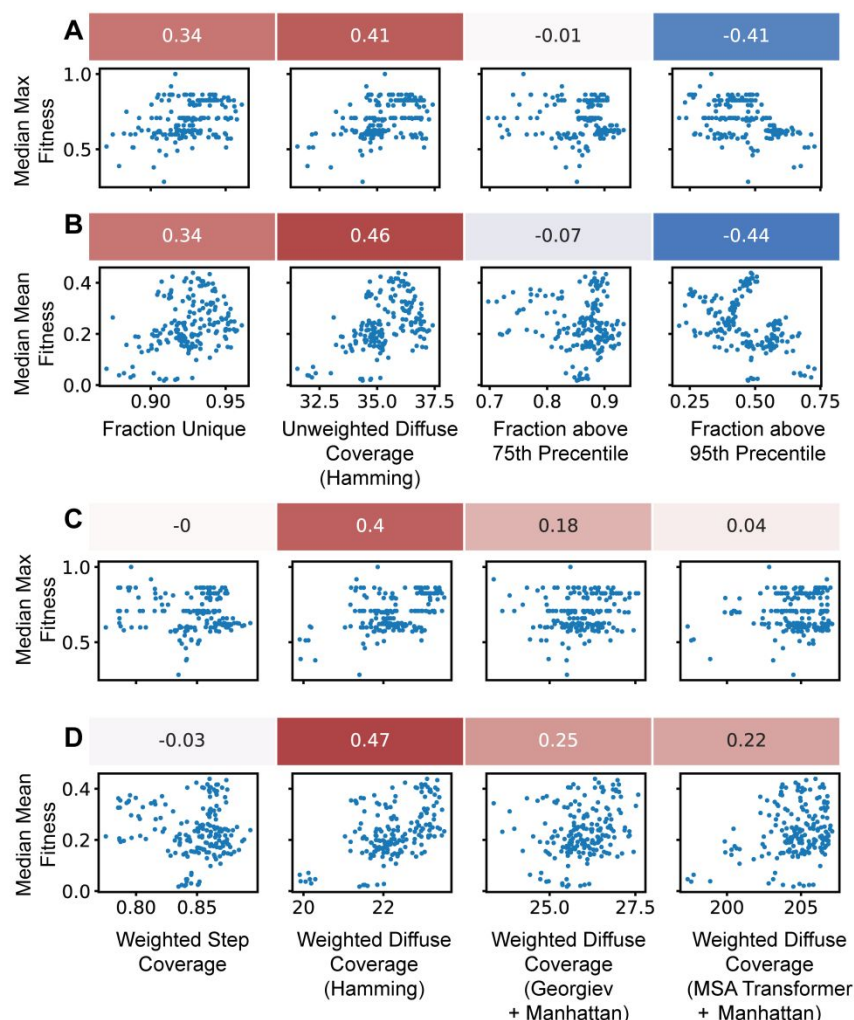 A
0.34 0.41 -0.01 -0.41
Median Max
Fitness
1.0
0.5
B
0.34 0.46 -0.07 -0.44
Median Mean
Fitness
0.4
0.2
0.0
0.90 0.95 32.5 35.0 37.5 0.7 0.8 0.9 0.25 0.50 0.75
Fraction Unique
Unweighted Diffuse
Coverage
(Hamming)
Fraction above
75th Precentile
Fraction above
95th Precentile
C
-0 0.4 0.18 0.04
Median Max
Fitness
1.0
0.5
D
-0.03 0.47 0.25 0.22
Median Mean
Fitness
0.4
0.2
0.0
0.80 0.85 20 22 25.0 27.5 200 205
Weighted Step
Coverage
Weighted Diffuse
Coverage
(Hamming)
Weighted Diffuse
Coverage
(Georgiev
+ Manhattan)
Weighted Diffuse
Coverage
(MSA Transformer
+ Manhattan)